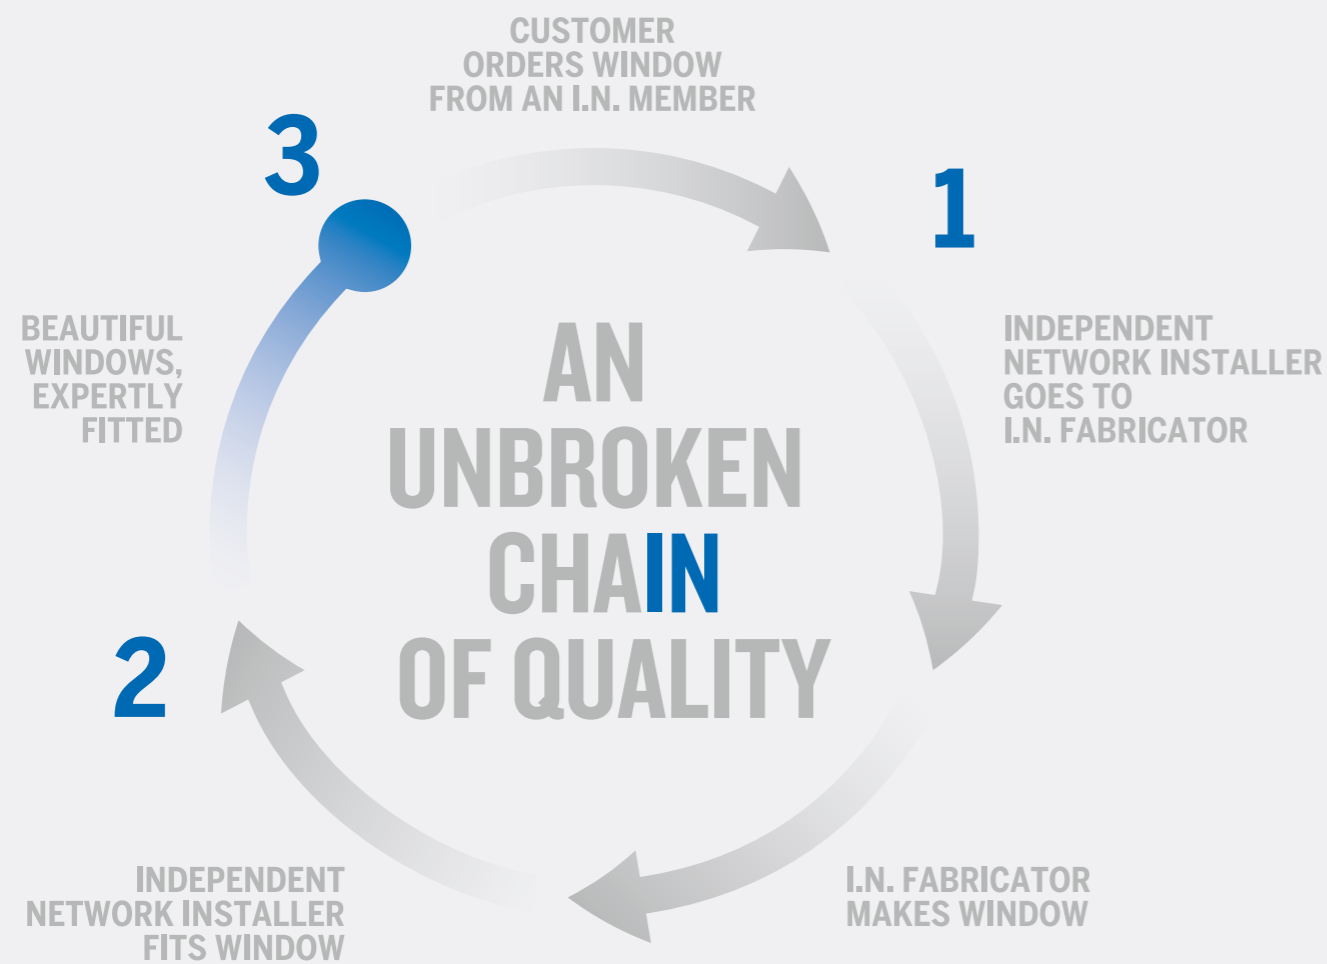 CUSTOMER
ORDERS WINDOW
FROM AN I.N. MEMBER
1
INDEPENDENT
NETWORK INSTALLER
GOES TO
I.N. FABRICATOR
I.N. FABRICATOR
MAKES WINDOW
INDEPENDENT
NETWORK INSTALLER
FITS WINDOW
2
BEAUTIFUL
WINDOWS,
EXPERTLY
FITTED
3
AN
UNBROKEN
CHAIN
OF QUALITY